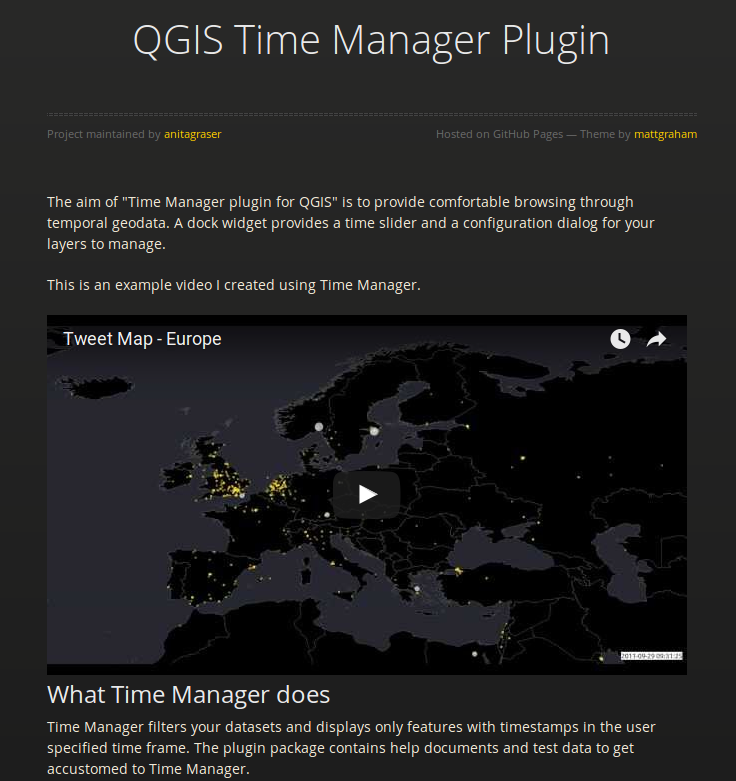 QGIS Time Manager Plugin
Project maintained by anitagraser
Hosted on GitHub Pages — Theme by mattgraham
The aim of "Time Manager plugin for QGIS" is to provide comfortable browsing through
temporal geodata. A dock widget provides a time slider and a configuration dialog for your
layers to manage.
This is an example video I created using Time Manager.
Tweet Map - Europe
2011-09-29 09:31:25
What Time Manager does
Time Manager filters your datasets and displays only features with timestamps in the user
specified time frame. The plugin package contains help documents and test data to get
accustomed to Time Manager.